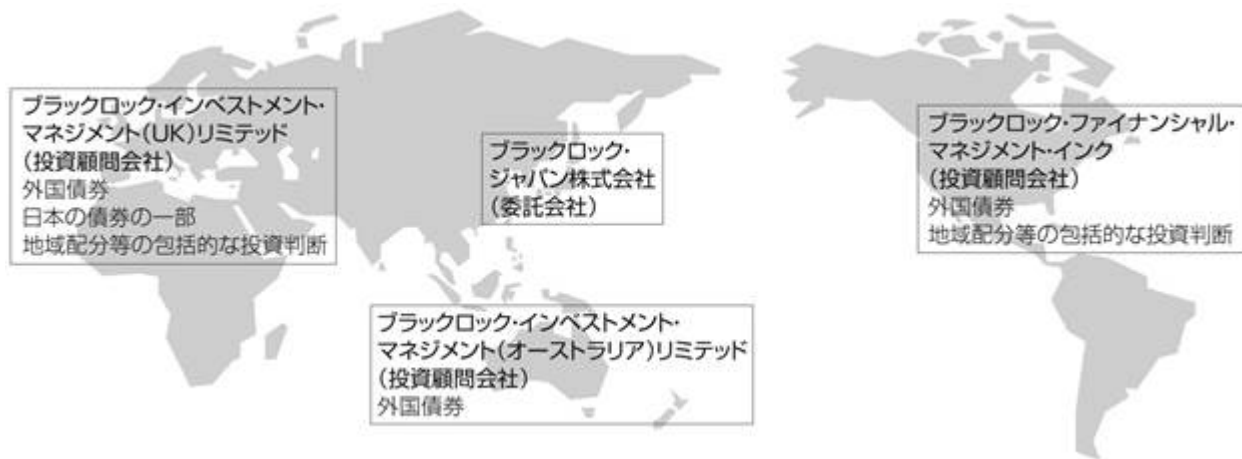 ブラックロック・インベストメント・
マネジメント(UK)リミテッド
(投資顧問会社)
外国債券
日本の債券の一部
地域配分等の包括的な投資判断
ブラックロック・
ジャパン株式会社
(委託会社)
ブラックロック・ファイナンシャル・
マネジメント・インク
(投資顧問会社)
外国債券
地域配分等の包括的な投資判断
ブラックロック・インベストメント・
マネジメント(オーストラリア)リミテッド
(投資顧問会社)
外国債券